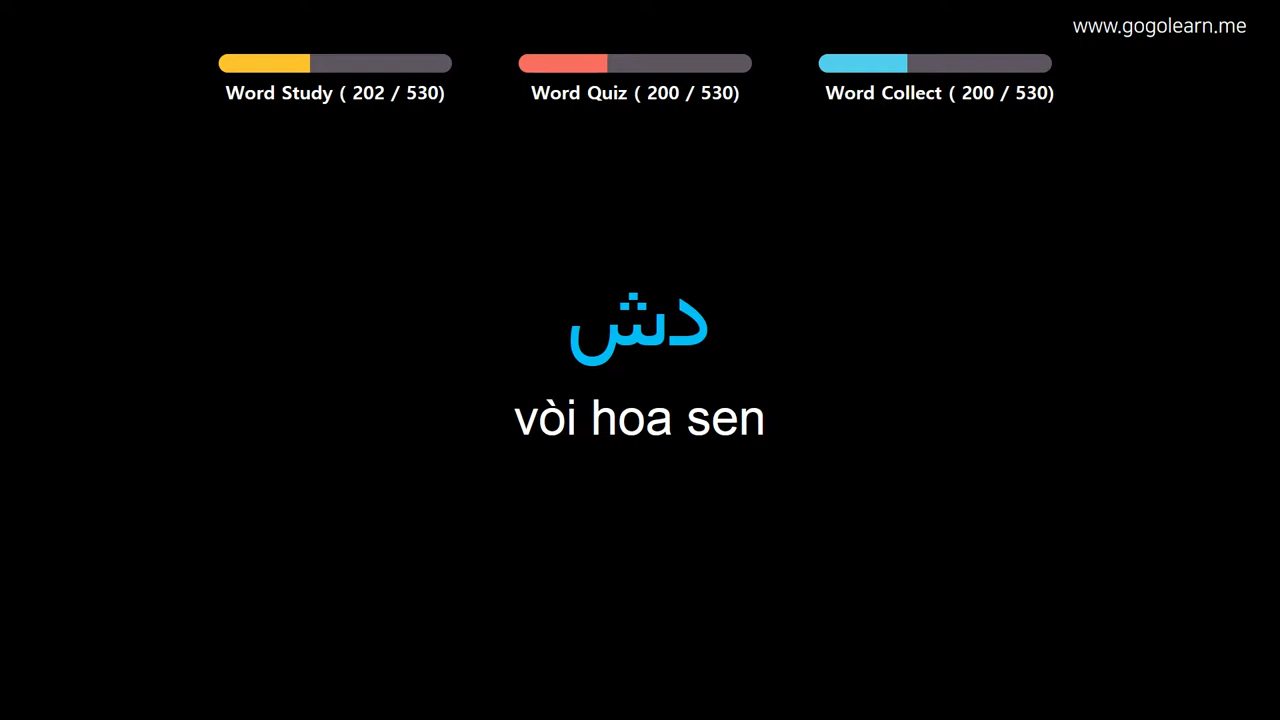 www.gogolearn.me
Word Study ( 202 / 530)
Word Quiz ( 200 / 530)
Word Collect ( 200 / 530)
دش
vòi hoa sen